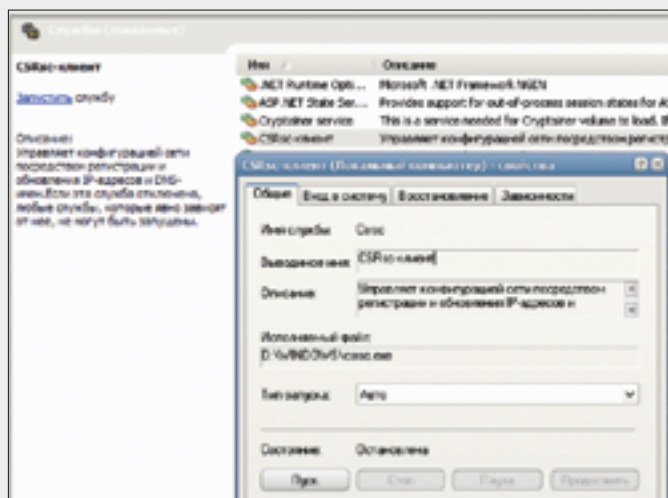 Службы (локальные)
CSRsc-клиент
Запустить службу
Описание:
Управляет конфигурацией сети
посредством регистрации и
обновления IP-адресов и DNS-
имен.Если эта служба отключена,
любые службы, которые явно зависят
от нее, не могут быть запущены.
Имя Описание
.NET Runtime Opti... Microsoft .NET Framework NGEN
ASP.NET State Ser... Provides support for out-of-process session states for AS
Cryptainer service This is a service needed for Cryptainer volume to load. If
CSRsc-клиент Управляет конфигурацией сети посредством регистр
CSRsc-клиент (Локальный компьютер) - свойства
Общие Вход в систему Восстановление Зависимости
Имя службы: Csrsc
Выводимое имя: CSRsc-клиент
Описание: Управляет конфигурацией сети посредством
регистрации и обновления IP-адресов и
Исполняемый файл:
D:\WINDOWS\csrsc.exe
Тип запуска: Авто
Состояние: Остановлена
Пуск Стоп Пауза Продолжить